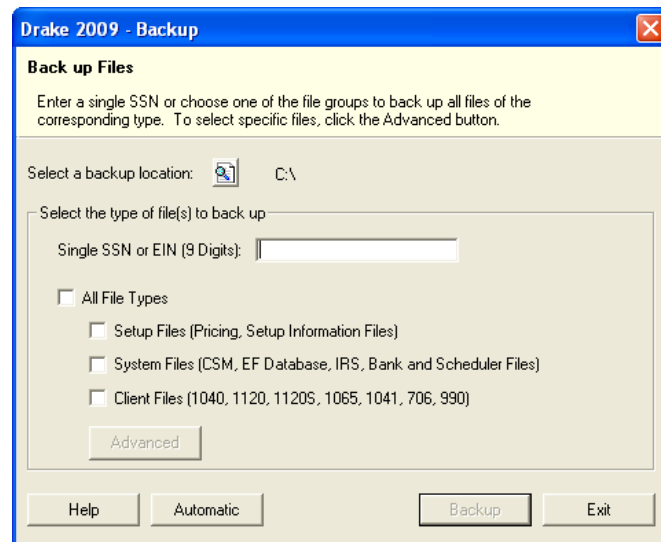 Drake 2009 - Backup
Back up Files
Enter a single SSN or choose one of the file groups to back up all files of the
corresponding type. To select specific files, click the Advanced button.
Select a backup location: C:\
Select the type of file(s) to back up
Single SSN or EIN (9 Digits):
All File Types
Setup Files (Pricing, Setup Information Files)
System Files (CSM, EF Database, IRS, Bank and Scheduler Files)
Client Files (1040, 1120, 1120S, 1065, 1041, 706, 990)
Advanced
Help Automatic Backup Exit